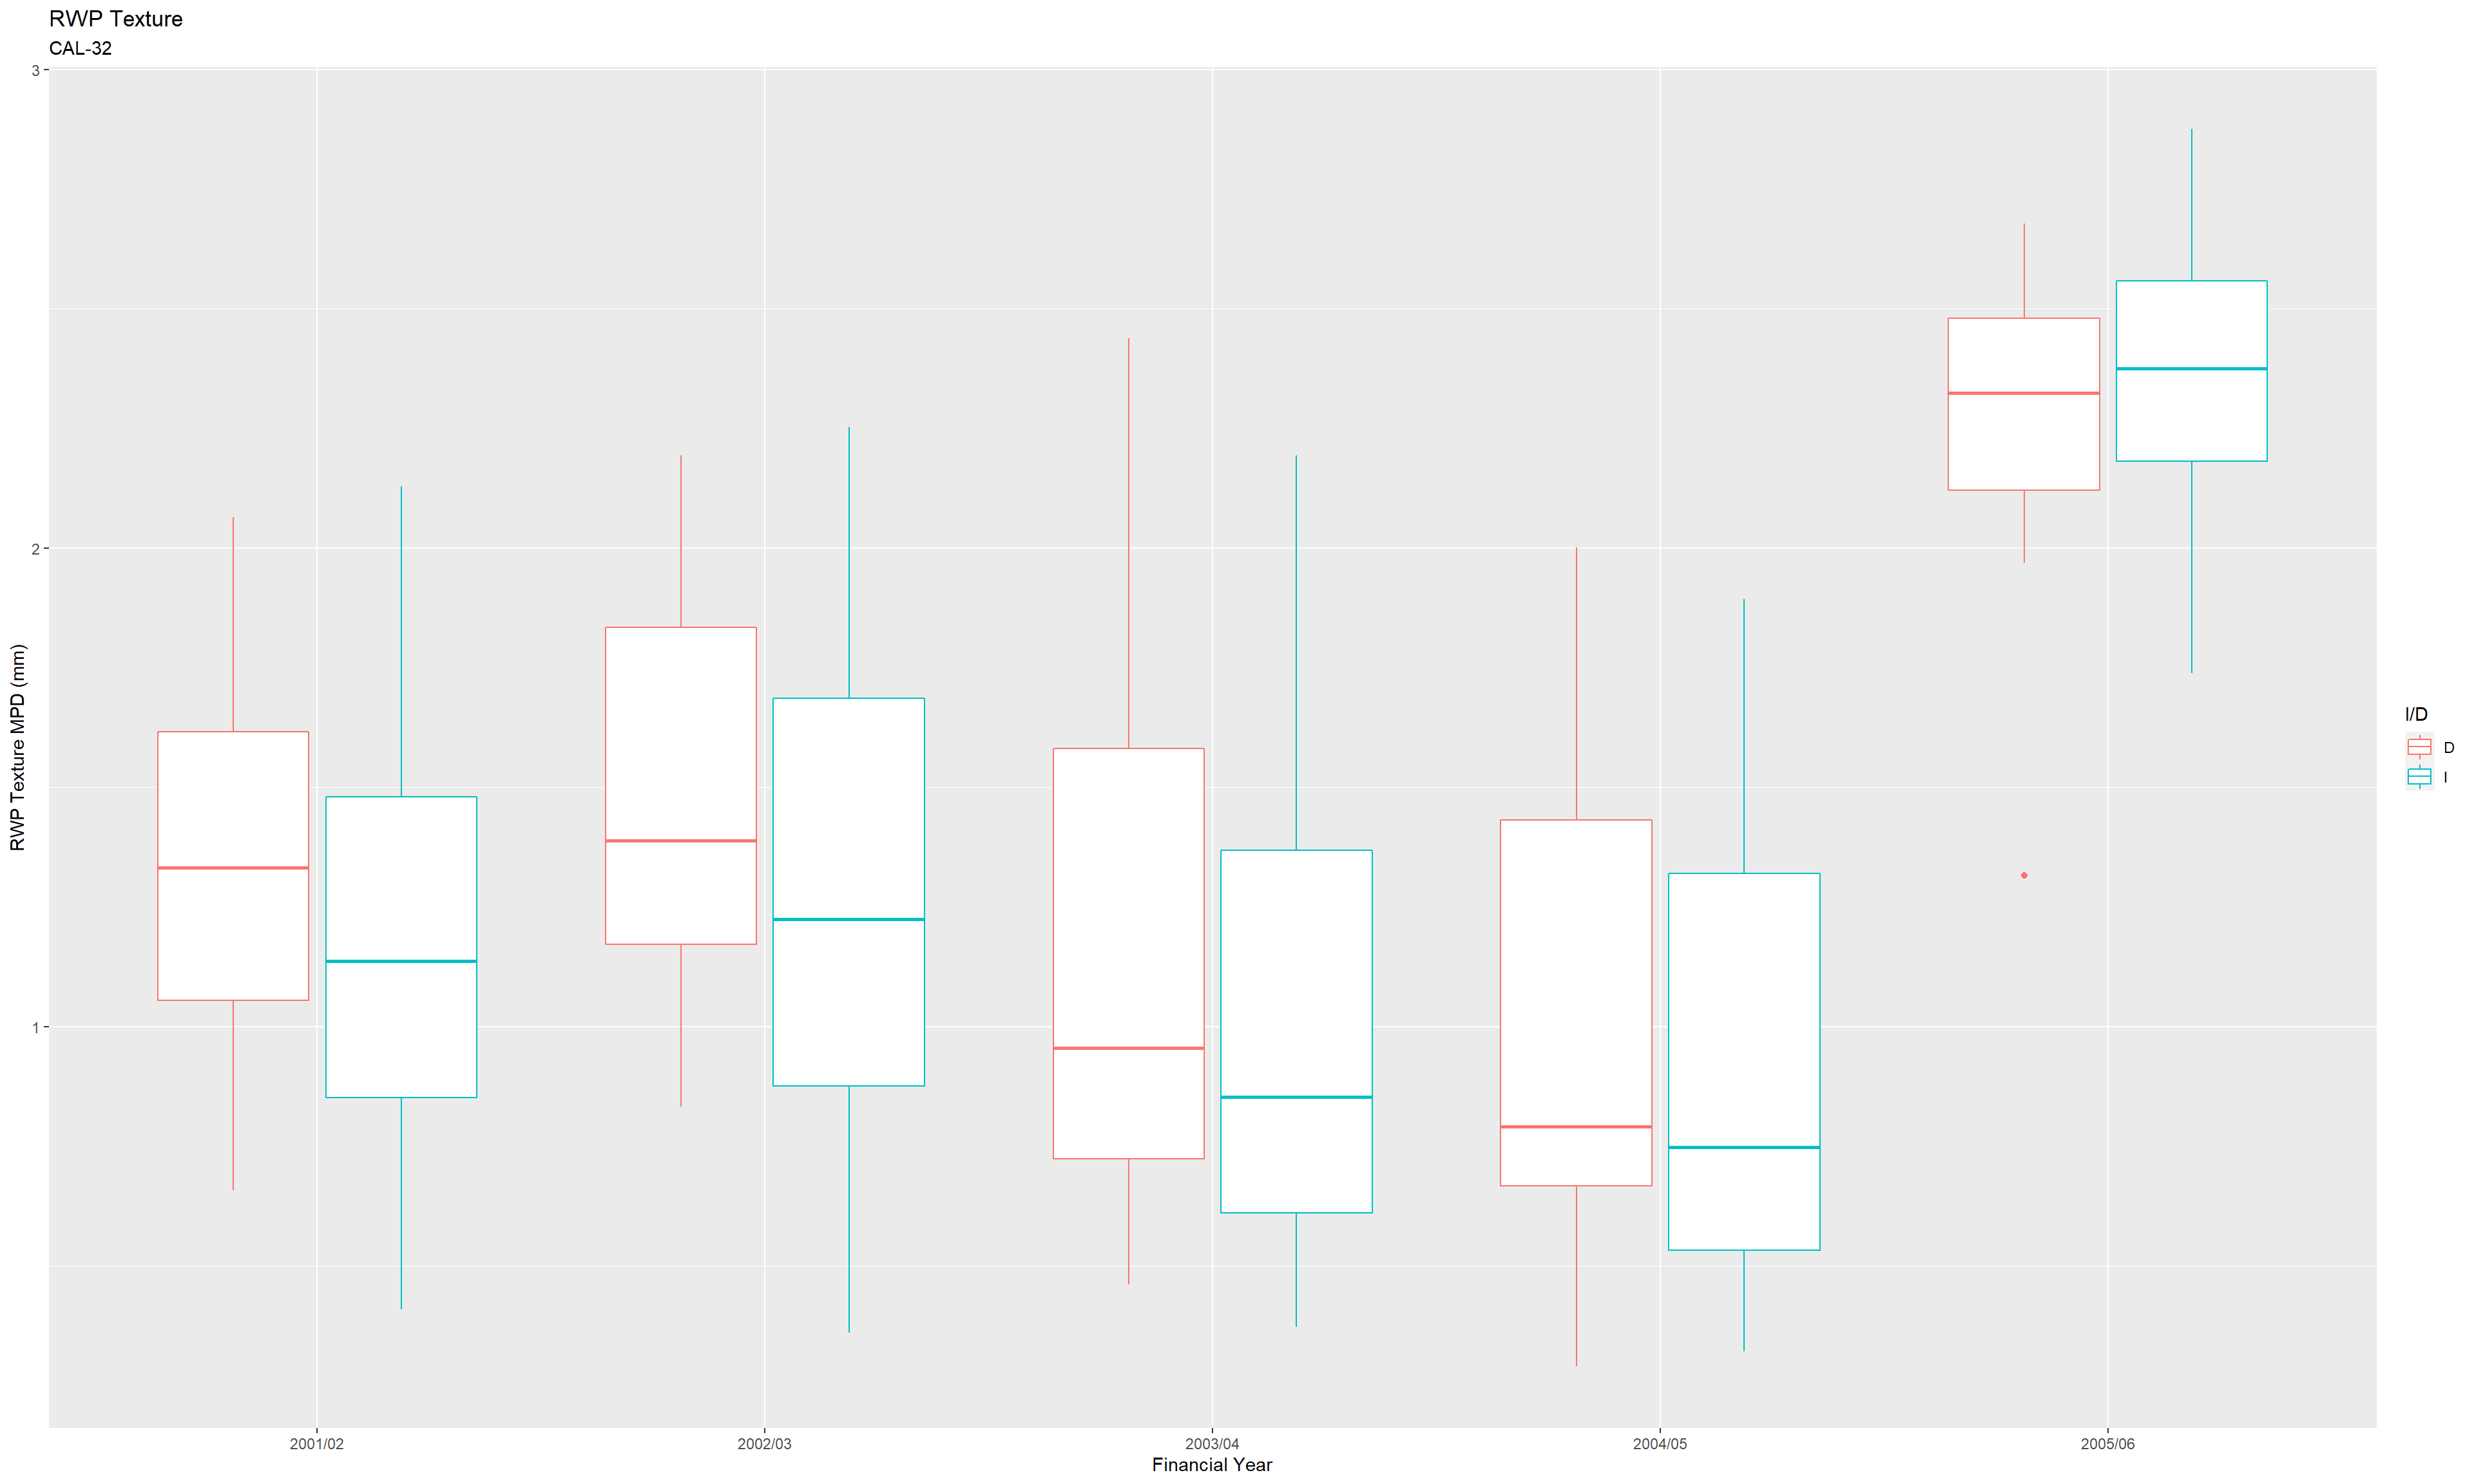 RWP Texture
CAL-32
RWP Texture MPD (mm)
3
2
1
2001/02
2002/03
2003/04
2004/05
2005/06
Financial Year
I/D
D
I